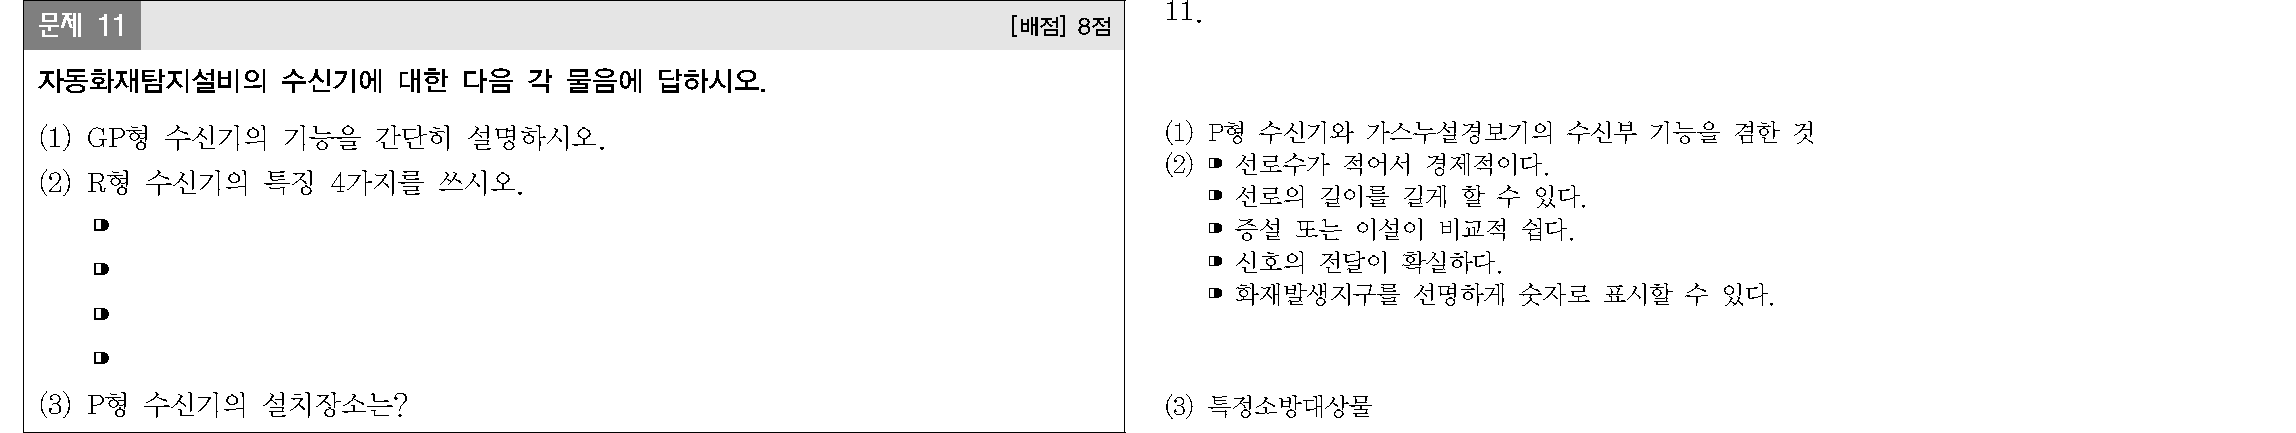 문제 11
[배점] 8점
자동화재탐지설비의 수신기에 대한 다음 각 물음에 답하시오.
(1) GP형 수신기의 기능을 간단히 설명하시오.
(2) R형 수신기의 특징 4가지를 쓰시오.
(3) P형 수신기의 설치장소는?
11.
(1) P형 수신기와 가스누설경보기의 수신부 기능을 겸한 것
(2) ◘ 선로수가 적어서 경제적이다.
◘ 선로의 길이를 길게 할 수 있다.
◘ 증설 또는 이설이 비교적 쉽다.
◘ 신호의 전달이 확실하다.
◘ 화재발생지구를 선명하게 숫자로 표시할 수 있다.
(3) 특정소방대상물